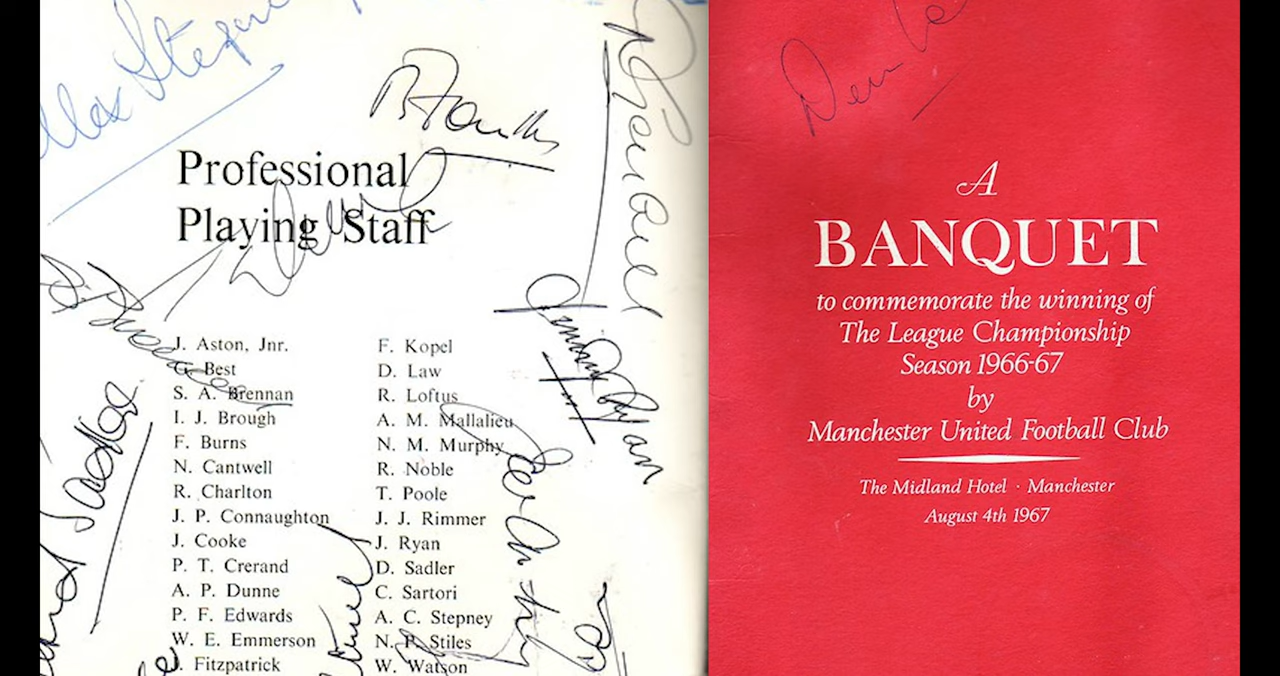 Alex Stepney
Professional
Playing Staff
J. Aston, Jnr.
G. Best
S. A. Brennan
I. J. Brough
F. Burns
N. Cantwell
R. Charlton
J. P. Connaughton
J. Cooke
P. T. Crerand
A. P. Dunne
P. F. Edwards
W. E. Emmerson
Fitzpatrick
F. Kopel
D. Law
R. Loftus
A. M. Mallalieu
N. M. Murphy
R. Noble
T. Poole
J. J. Rimmer
J. Ryan
D. Sadler
C. Sartori
A. C. Stepney
N. P. Stiles
W. Watson
Jimmy Ryan
A
BANQUET
to commemorate the winning of
The League Championship
Season 1966-67
by
Manchester United Football Club
The Midland Hotel · Manchester
August 4th 1967